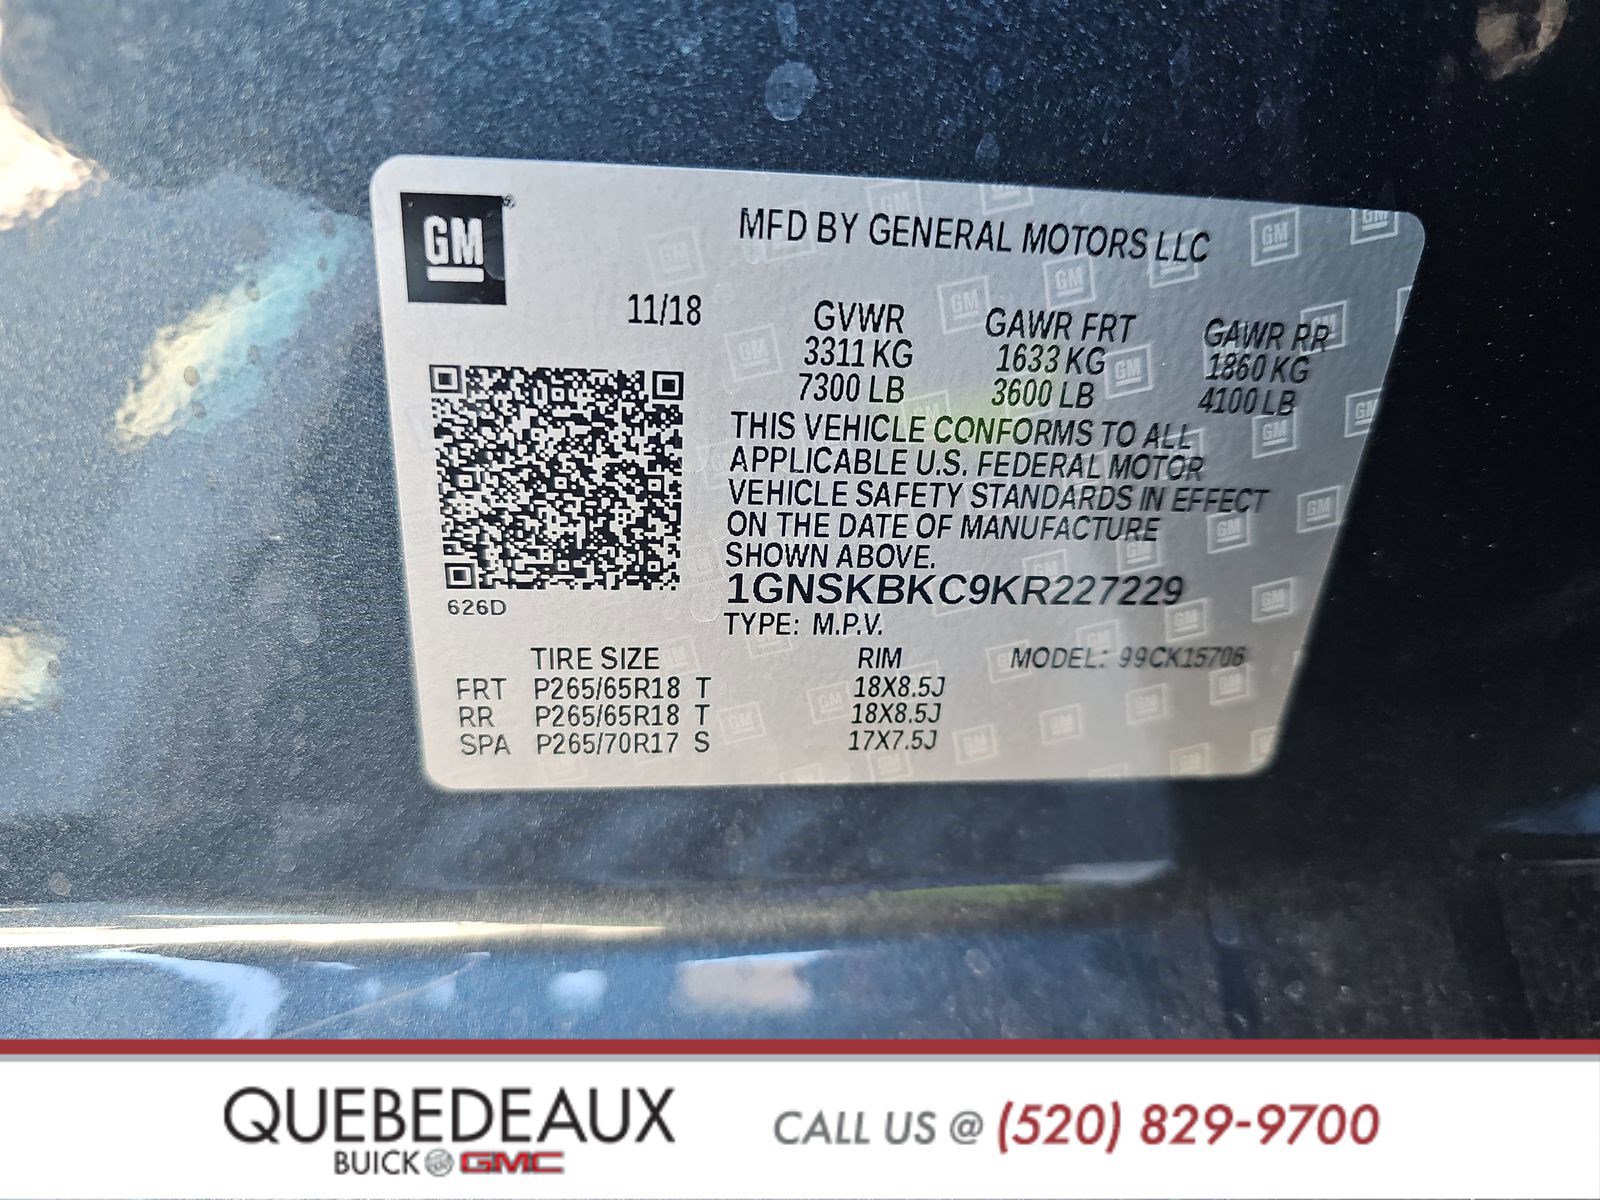 GM
MFD BY GENERAL MOTORS LLC
11/18
GVWR GAWR FRT GAWR RR
3311 KG 1633 KG 1860 KG
7300 LB 3600 LB 4100 LB
THIS VEHICLE CONFORMS TO ALL
APPLICABLE U.S. FEDERAL MOTOR
VEHICLE SAFETY STANDARDS IN EFFECT
ON THE DATE OF MANUFACTURE
SHOWN ABOVE.
1GNSKBKC9KR227229
626D
TYPE: M.P.V.
TIRE SIZE RIM MODEL: 99CK15706
FRT P265/65R18 T 18X8.5J
RR P265/65R18 T 18X8.5J
SPA P265/70R17 S 17X7.5J
QUEBEDEAUX
BUICK GMC
CALL US @ (520) 829-9700